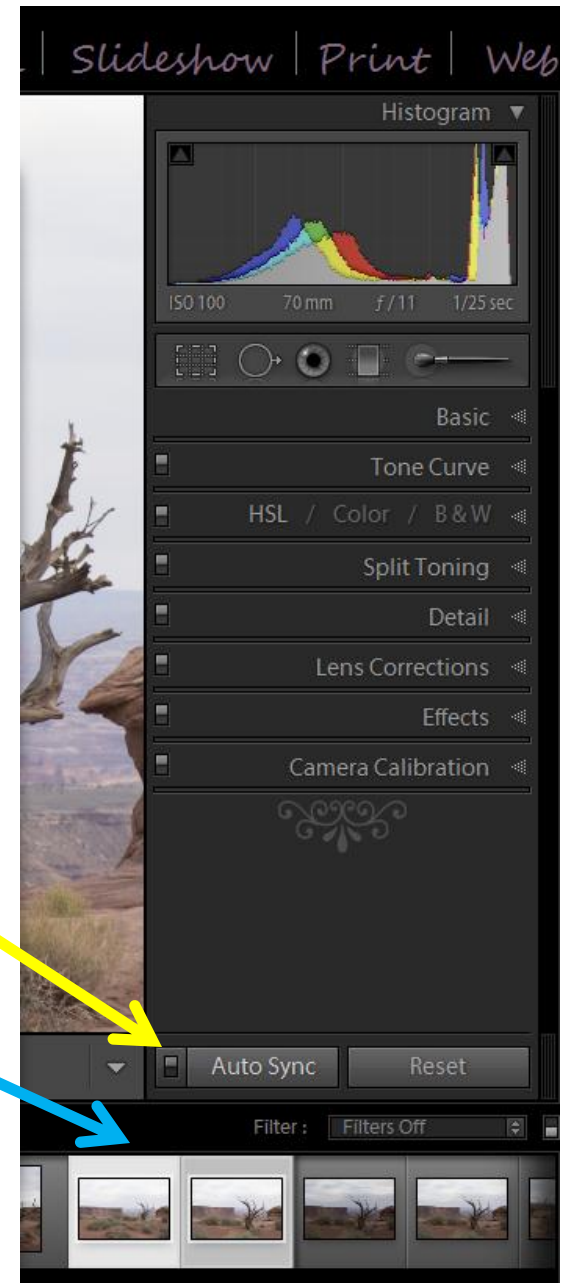 Slideshow | Print | Web
Histogram
ISO 100 70 mm ƒ/11 1/25 sec
Basic
Tone Curve
HSL / Color / B & W
Split Toning
Detail
Lens Corrections
Effects
Camera Calibration
Auto Sync Reset
Filter : Filters Off